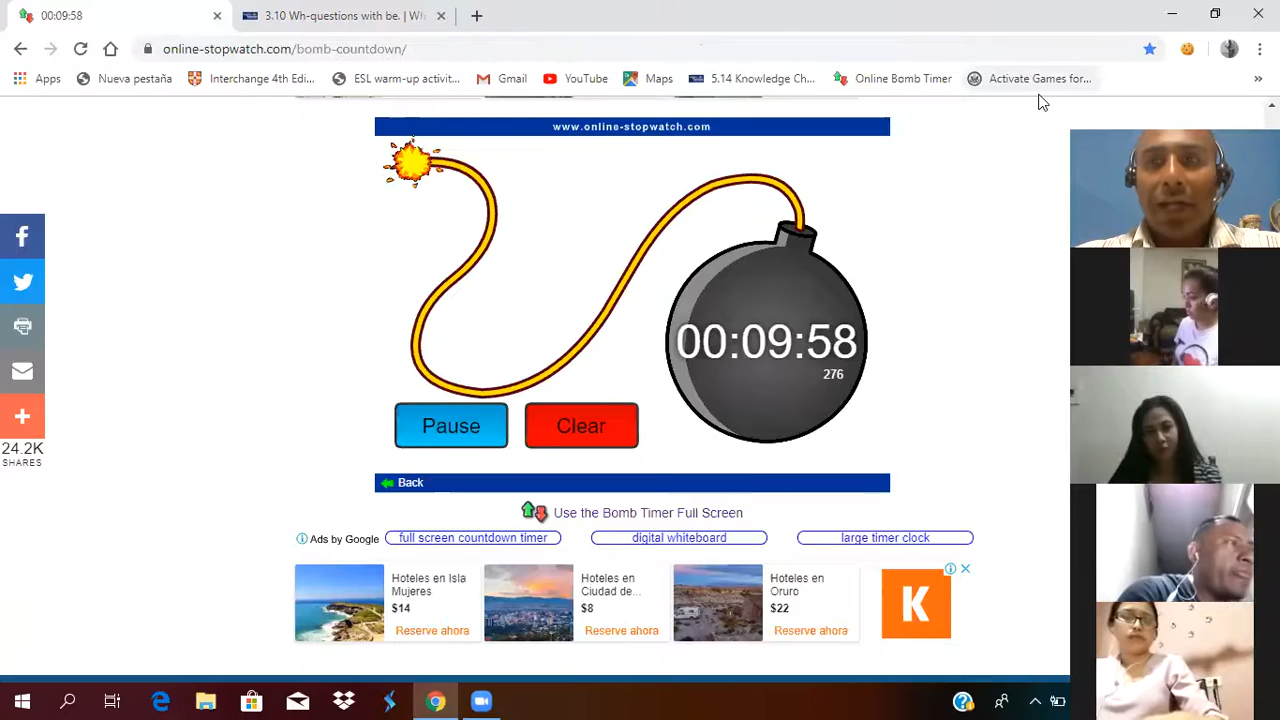 00:09:58
3.10 Wh-questions with be. | Wh
online-stopwatch.com/bomb-countdown/
Apps
Nueva pestaña
Interchange 4th Edi...
ESL warm-up activit...
Gmail
YouTube
Maps
5.14 Knowledge Ch...
Online Bomb Timer
Activate Games for...
»
www.online-stopwatch.com
00:09:58
276
Pause
Clear
24.2K
SHARES
Back
Use the Bomb Timer Full Screen
Ads by Google
full screen countdown timer
digital whiteboard
large timer clock
Hoteles en Isla
Mujeres
$14
Reserve ahora
Hoteles en
Ciudad de...
$8
Reserve ahora
Hoteles en
Oruro
$22
Reserve ahora
K